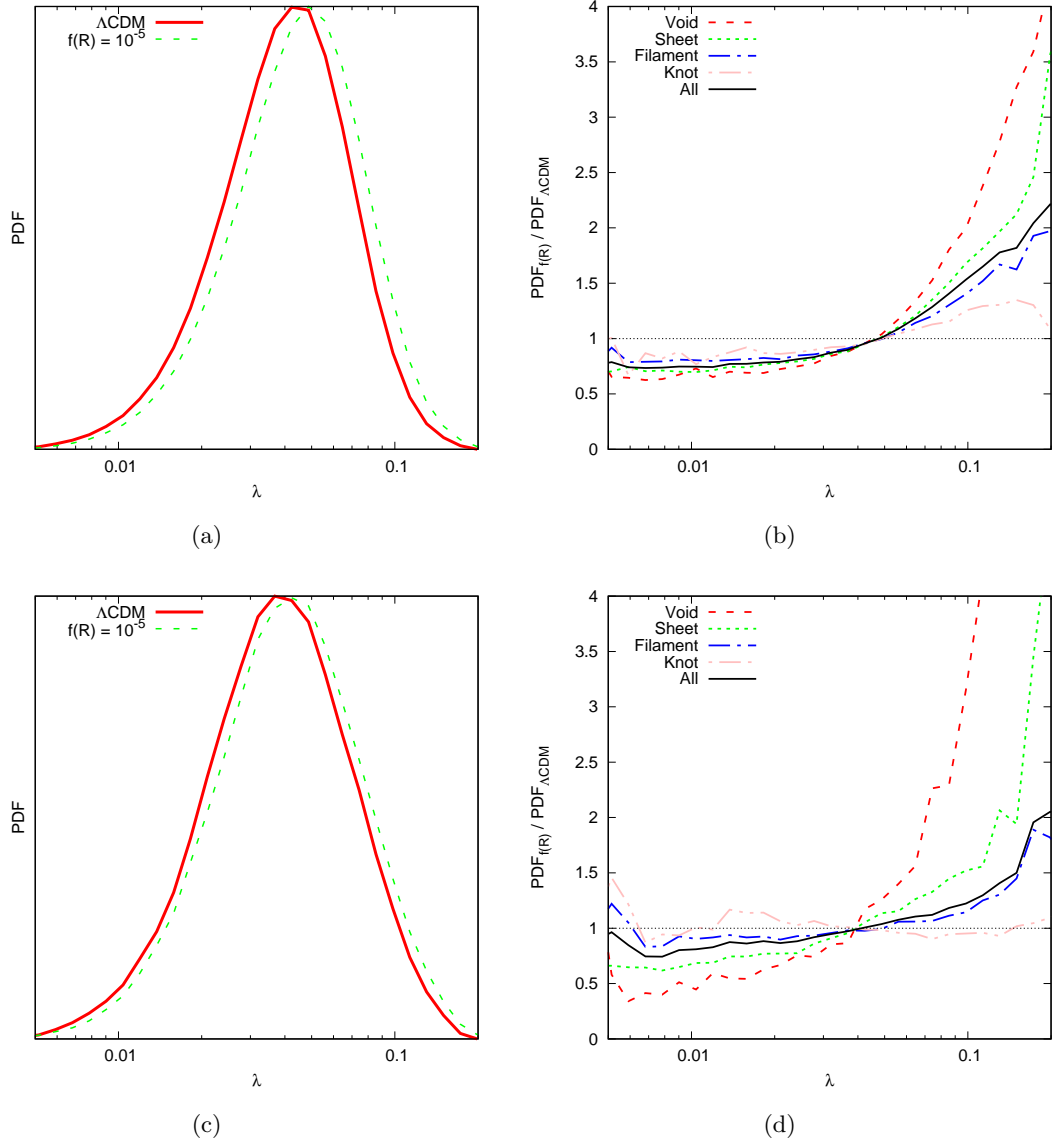 ΛCDM
f(R) = 10⁻⁵
PDF
0.01
0.1
λ
(a)
4
3.5
3
2.5
2
1.5
1
0.5
0
Void
Sheet
Filament
Knot
All
PDF_f(R) / PDF_ΛCDM
0.01
0.1
λ
(b)
ΛCDM
f(R) = 10⁻⁵
PDF
0.01
0.1
λ
(c)
4
3.5
3
2.5
2
1.5
1
0.5
0
Void
Sheet
Filament
Knot
All
PDF_f(R) / PDF_ΛCDM
0.01
0.1
λ
(d)